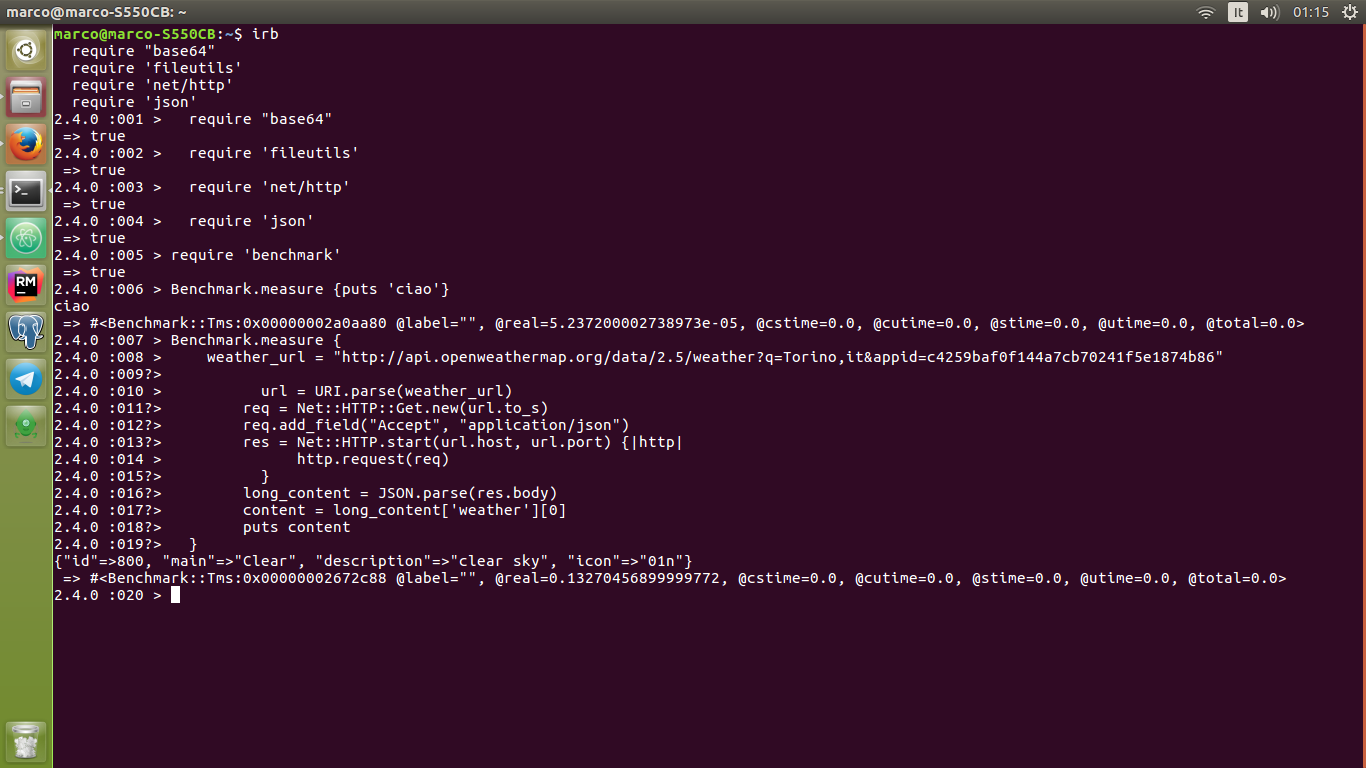 marco@marco-S550CB: ~
It
01:15
marco@marco-S550CB:~$ irb
  require "base64"
  require 'fileutils'
  require 'net/http'
  require 'json'
2.4.0 :001 >   require "base64"
 => true
2.4.0 :002 >   require 'fileutils'
 => true
2.4.0 :003 >   require 'net/http'
 => true
2.4.0 :004 >   require 'json'
 => true
2.4.0 :005 > require 'benchmark'
 => true
2.4.0 :006 > Benchmark.measure {puts 'ciao'}
ciao
 => #<Benchmark::Tms:0x00000002a0aa80 @label="", @real=5.237200002738973e-05, @cstime=0.0, @cutime=0.0, @stime=0.0, @utime=0.0, @total=0.0>
2.4.0 :007 > Benchmark.measure {
2.4.0 :008 >     weather_url = "http://api.openweathermap.org/data/2.5/weather?q=Torino,it&appid=c4259baf0f144a7cb70241f5e1874b86"
2.4.0 :009?>
2.4.0 :010 >           url = URI.parse(weather_url)
2.4.0 :011?>         req = Net::HTTP::Get.new(url.to_s)
2.4.0 :012?>         req.add_field("Accept", "application/json")
2.4.0 :013?>         res = Net::HTTP.start(url.host, url.port) {|http|
2.4.0 :014 >               http.request(req)
2.4.0 :015?>           }
2.4.0 :016?>         long_content = JSON.parse(res.body)
2.4.0 :017?>         content = long_content['weather'][0]
2.4.0 :018?>         puts content
2.4.0 :019?>   }
{"id"=>800, "main"=>"Clear", "description"=>"clear sky", "icon"=>"01n"}
 => #<Benchmark::Tms:0x00000002672c88 @label="", @real=0.13270456899999772, @cstime=0.0, @cutime=0.0, @stime=0.0, @utime=0.0, @total=0.0>
2.4.0 :020 >
RM